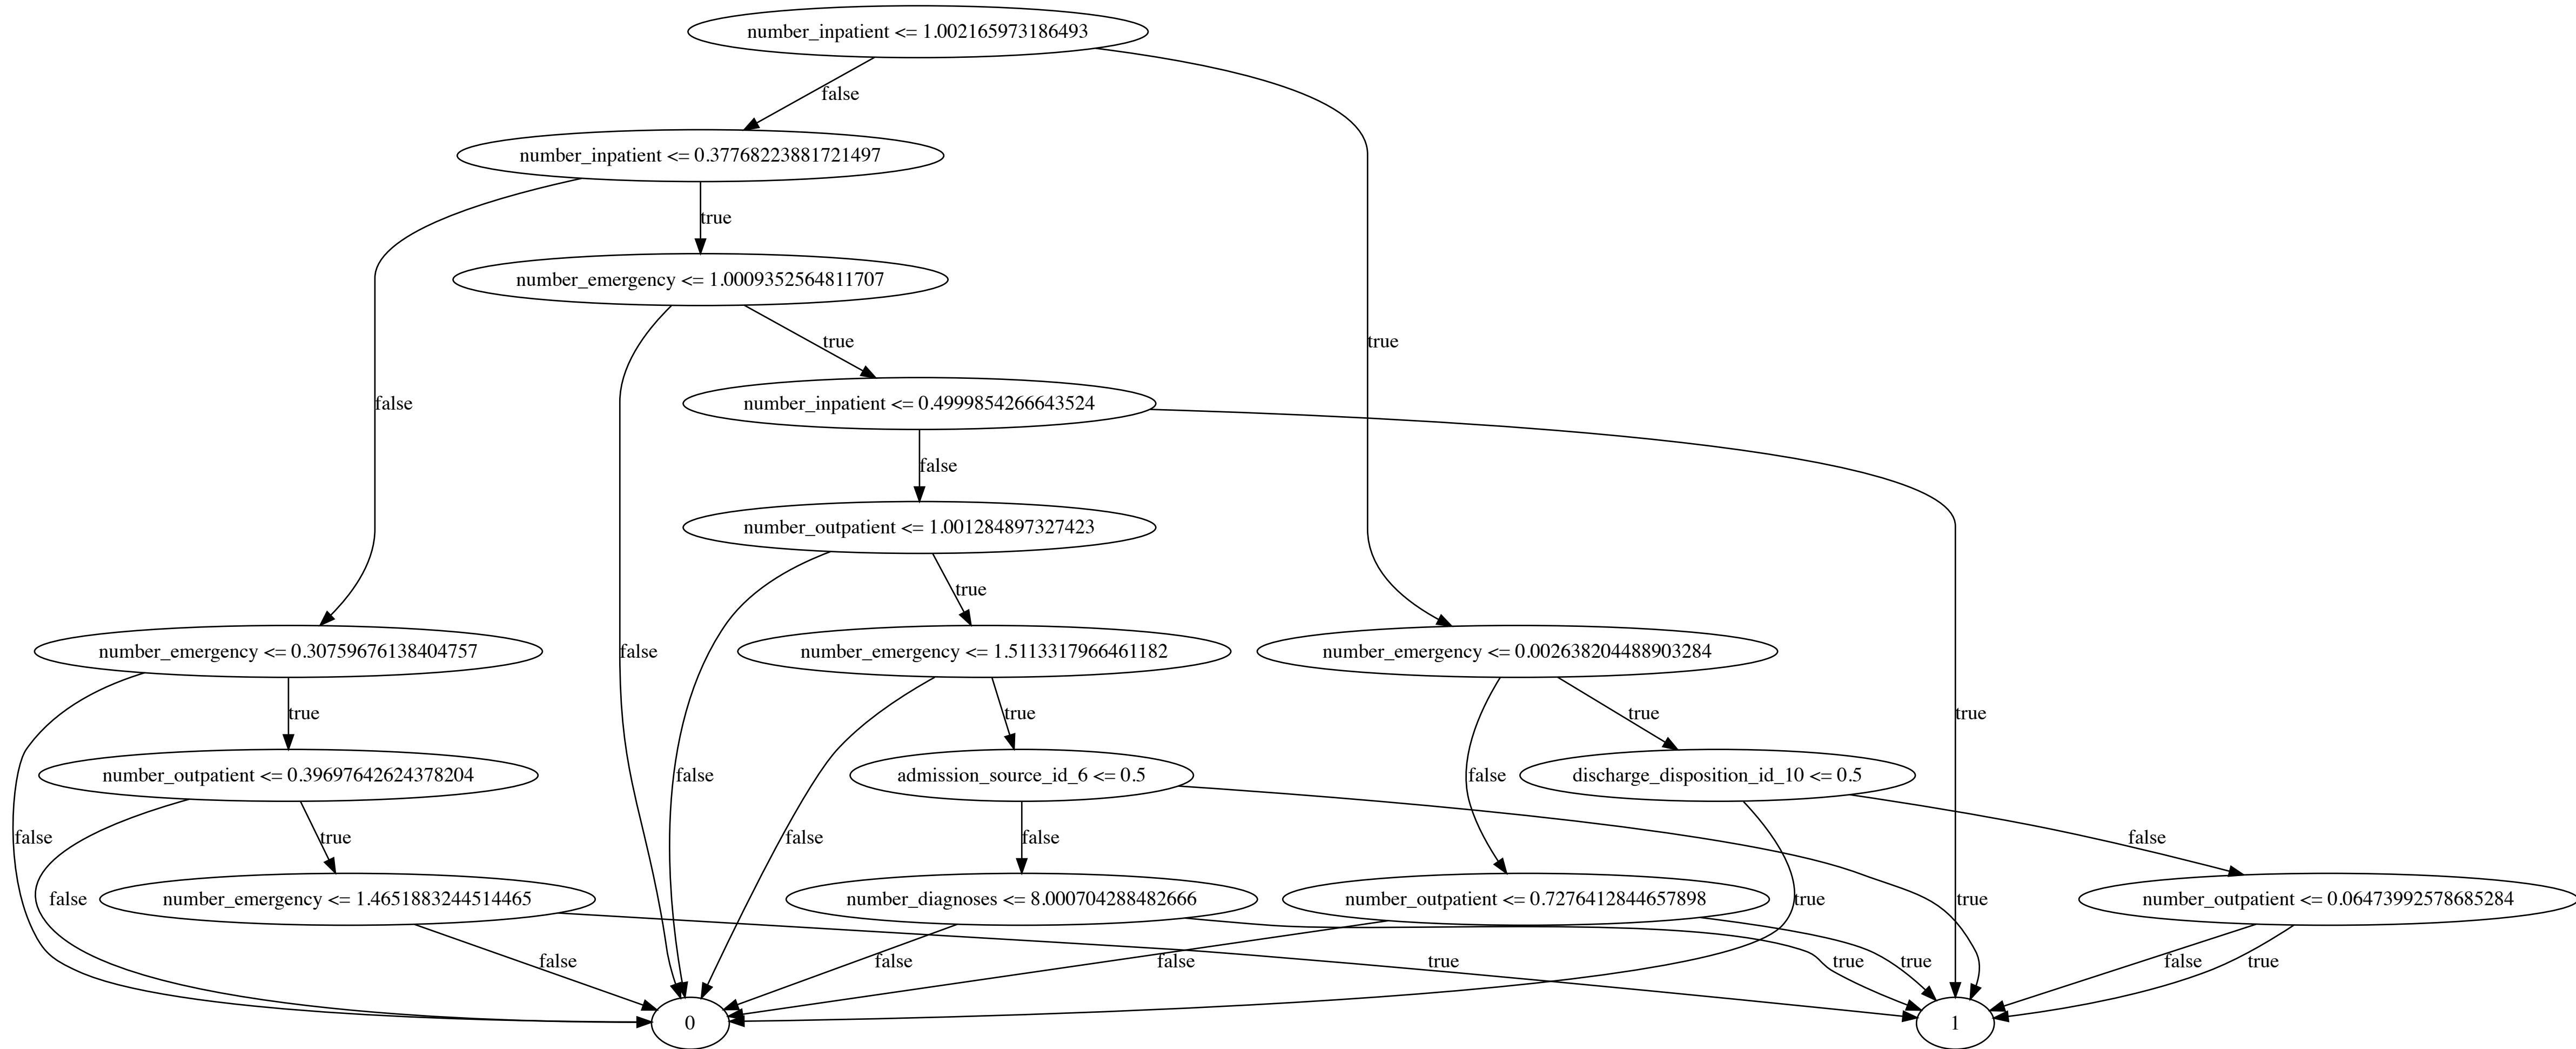 number_inpatient <= 1.002165973186493
false
number_inpatient <= 0.37768223881721497
true
number_emergency <= 1.0009352564811707
true
true
number_inpatient <= 0.4999854266643524
false
false
number_outpatient <= 1.001284897327423
true
number_emergency <= 0.30759676138404757
false
number_emergency <= 1.5113317966461182
number_emergency <= 0.002638204488903284
true
true
true
true
number_outpatient <= 0.39697642624378204
false
admission_source_id_6 <= 0.5
false
discharge_disposition_id_10 <= 0.5
false
true
false
false
false
false
number_emergency <= 1.4651883244514465
number_diagnoses <= 8.000704288482666
number_outpatient <= 0.7276412844657898
true
true
number_outpatient <= 0.06473992578685284
false
false
false
true
true
true
false
true
0
1